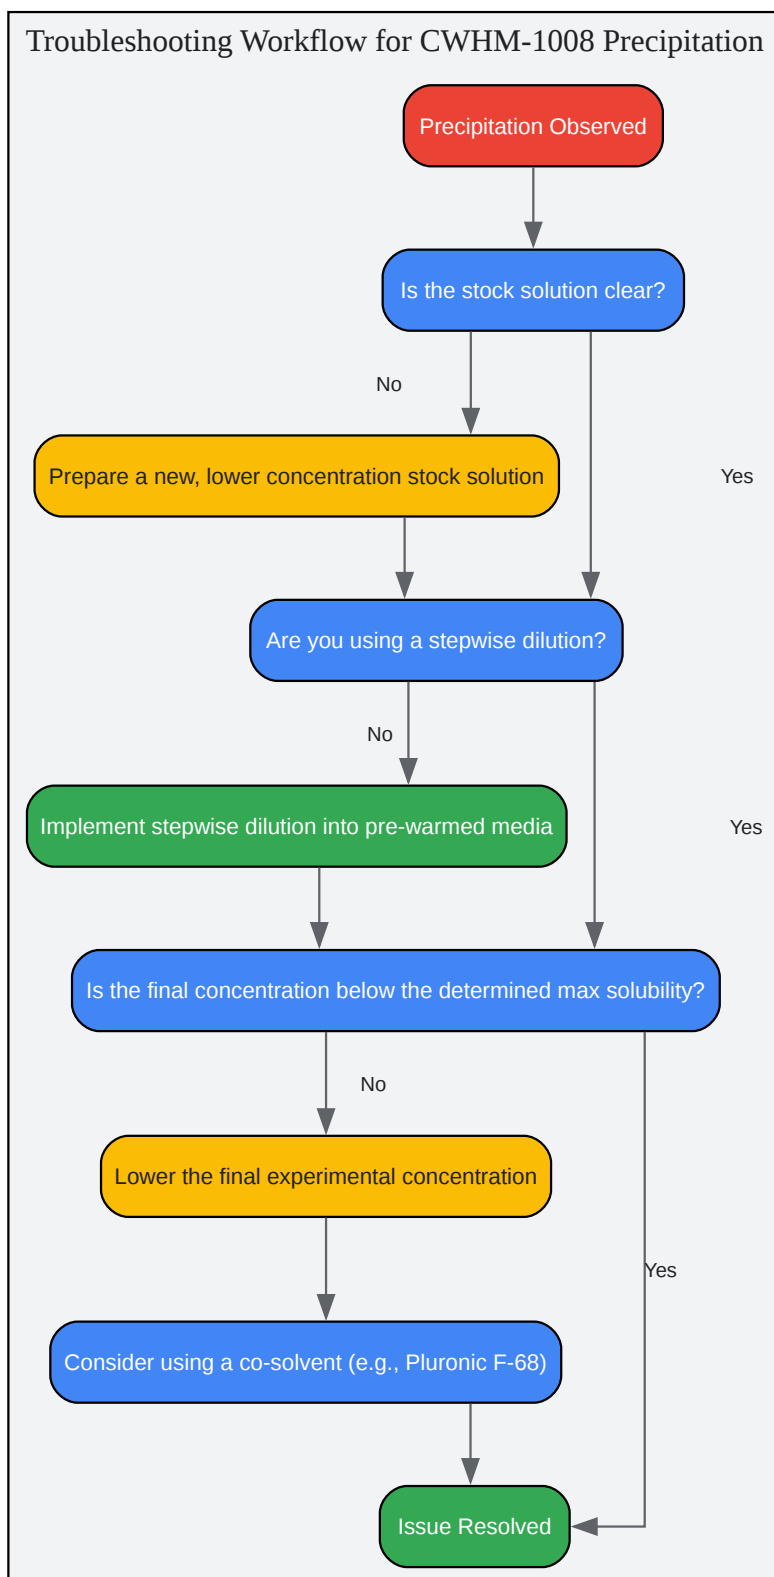 Troubleshooting Workflow for CWHM-1008 Precipitation
Precipitation Observed
Is the stock solution clear?
No
Prepare a new, lower concentration stock solution
Yes
Are you using a stepwise dilution?
No
Implement stepwise dilution into pre-warmed media
Yes
Is the final concentration below the determined max solubility?
No
Lower the final experimental concentration
Yes
Consider using a co-solvent (e.g., Pluronic F-68)
Issue Resolved